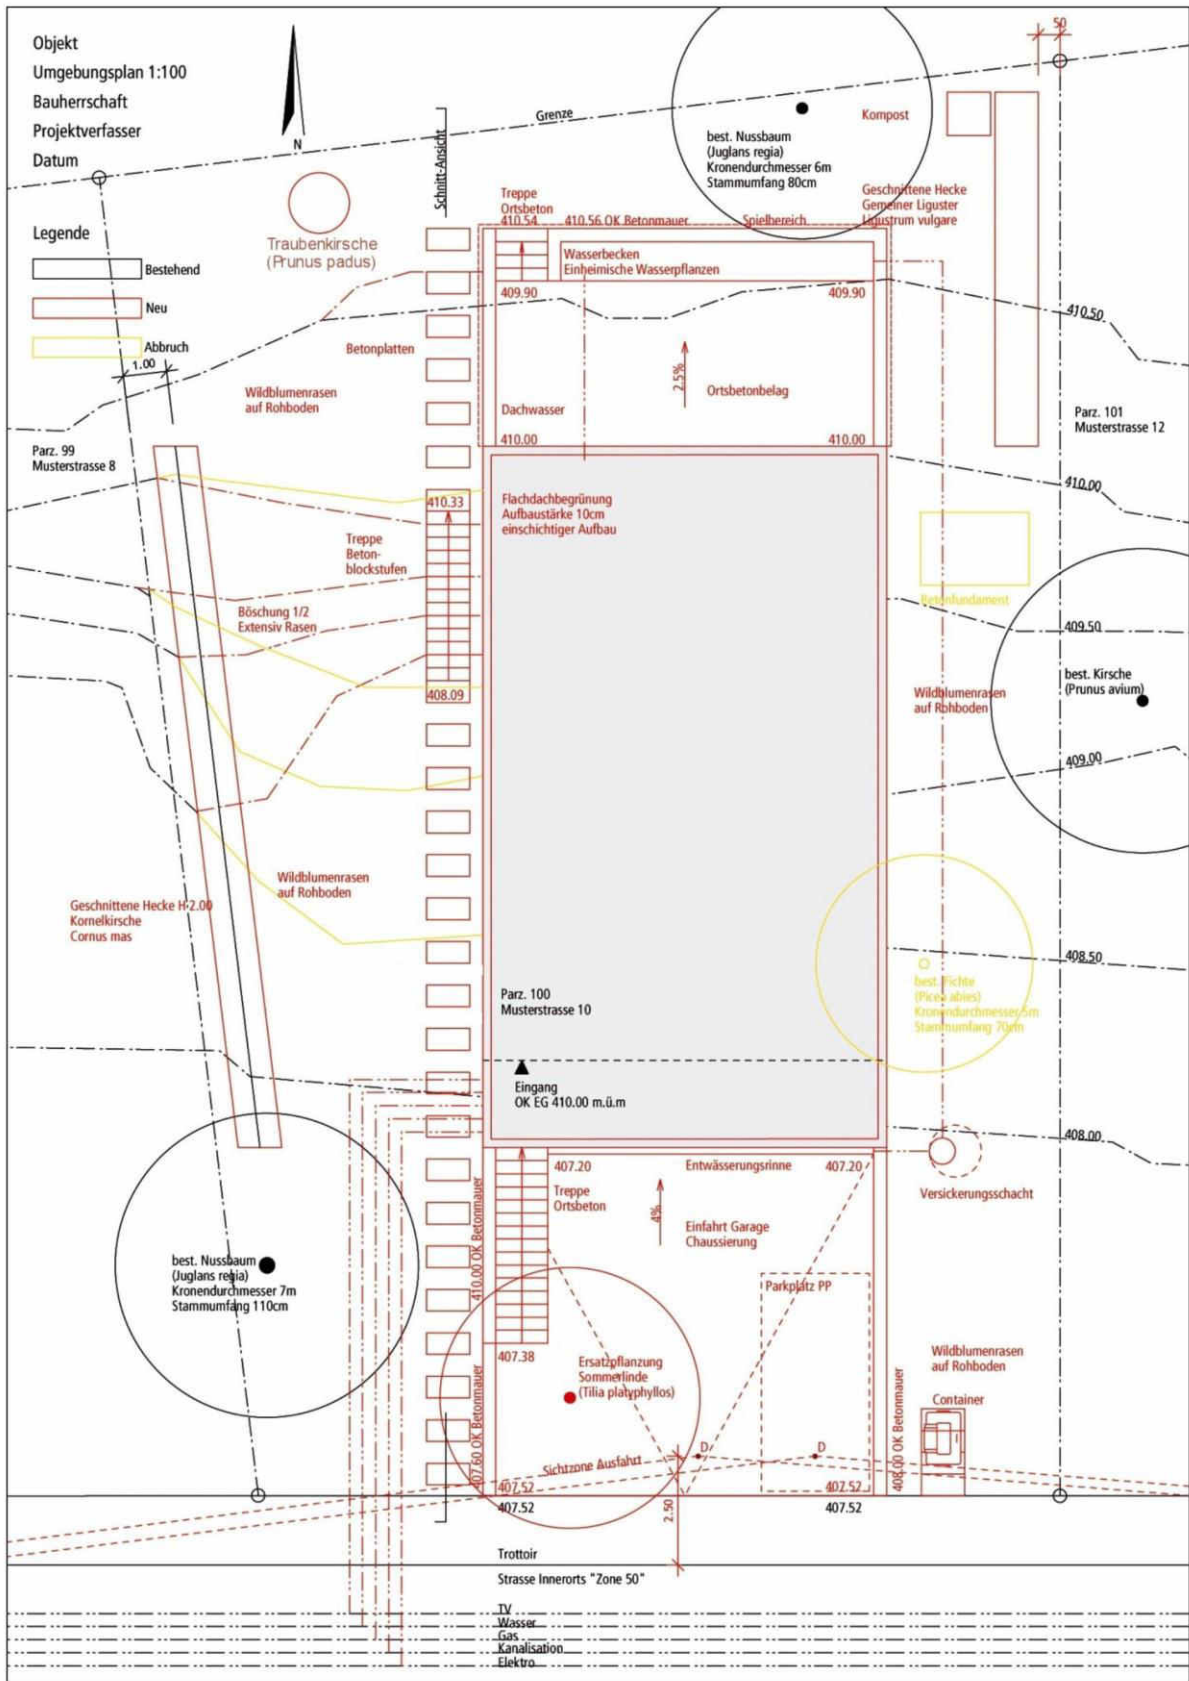 Objekt
Umgebungsplan 1:100
Bauherrschaft
Projektverfasser
Datum
N
Grenze
Schnitt-Ansicht
50
Kompost
best. Nussbaum
(Juglans regia)
Kronendurchmesser 6m
Stammumfang 80cm
Geschnittene Hecke
Gemeiner Liguster
Ligustrum vulgare
Treppe
Ortsbeton
410.54
410.56 OK Betonmauer
Spielbereich
Traubenkirsche
(Prunus padus)
Legende
Bestehend
Neu
Abbruch
1.00
Wasserbecken
Einheimische Wasserpflanzen
409.90
409.90
410.50
Betonplatten
2.5%
Ortsbetonbelag
Wildblumenrasen
auf Rohboden
Dachwasser
410.00
410.00
Parz. 101
Musterstrasse 12
Parz. 99
Musterstrasse 8
410.00
410.33
Flachdachbegrünung
Aufbaustärke 10cm
einschichtiger Aufbau
Treppe
Beton-
blockstufen
Betonfundament
Böschung 1/2
Extensiv Rasen
409.50
408.09
best. Kirsche
(Prunus avium)
Wildblumenrasen
auf Rohboden
409.00
Wildblumenrasen
auf Rohboden
Geschnittene Hecke H 2.00
Kornelkirsche
Cornus mas
408.50
best. Fichte
(Picea abies)
Kronendurchmesser 5m
Stammumfang 70cm
Parz. 100
Musterstrasse 10
Eingang
OK EG 410.00 m.ü.m
408.00
407.20
Entwässerungsrinne
407.20
Treppe
Ortsbeton
Versickerungsschacht
4%
Einfahrt Garage
Chaussierung
410.00 OK Betonmauer
best. Nussbaum
(Juglans regia)
Kronendurchmesser 7m
Stammumfang 110cm
Parkplatz PP
407.38
Ersatzpflanzung
Sommerlinde
(Tilia platyphyllos)
Wildblumenrasen
auf Rohboden
Container
407.60 OK Betonmauer
408.00 OK Betonmauer
D
D
Sichtzone Ausfahrt
407.52
407.52
407.52
407.52
2.50
Trottoir
Strasse Innerorts "Zone 50"
TV
Wasser
Gas
Kanalisation
Elektro